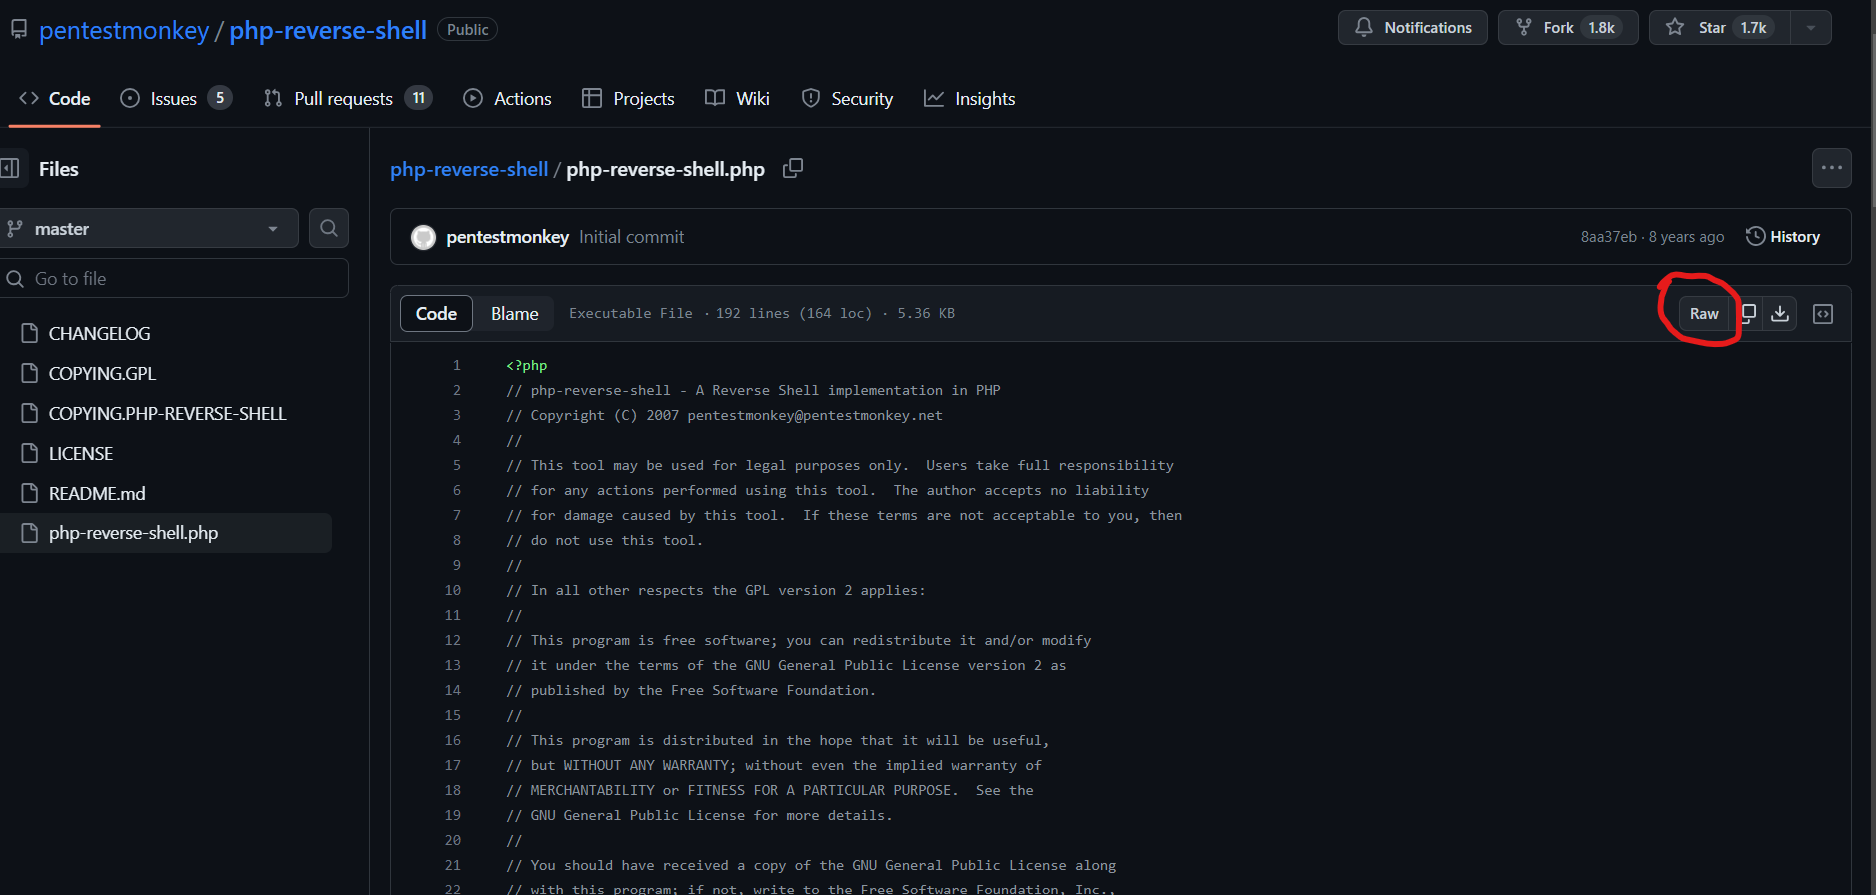 pentestmonkey / php-reverse-shell Public
Notifications Fork 1.8k Star 1.7k
Code Issues 5 Pull requests 11 Actions Projects Wiki Security Insights
Files
master
Go to file
CHANGELOG
COPYING.GPL
COPYING.PHP-REVERSE-SHELL
LICENSE
README.md
php-reverse-shell.php
php-reverse-shell / php-reverse-shell.php
pentestmonkey Initial commit
8aa37eb · 8 years ago History
Code Blame Executable File · 192 lines (164 loc) · 5.36 KB
Raw
1 <?php
2 // php-reverse-shell - A Reverse Shell implementation in PHP
3 // Copyright (C) 2007 pentestmonkey@pentestmonkey.net
4 //
5 // This tool may be used for legal purposes only.  Users take full responsibility
6 // for any actions performed using this tool.  The author accepts no liability
7 // for damage caused by this tool.  If these terms are not acceptable to you, then
8 // do not use this tool.
9 //
10 // In all other respects the GPL version 2 applies:
11 //
12 // This program is free software; you can redistribute it and/or modify
13 // it under the terms of the GNU General Public License version 2 as
14 // published by the Free Software Foundation.
15 //
16 // This program is distributed in the hope that it will be useful,
17 // but WITHOUT ANY WARRANTY; without even the implied warranty of
18 // MERCHANTABILITY or FITNESS FOR A PARTICULAR PURPOSE.  See the
19 // GNU General Public License for more details.
20 //
21 // You should have received a copy of the GNU General Public License along
22 // with this program; if not, write to the Free Software Foundation, Inc.,